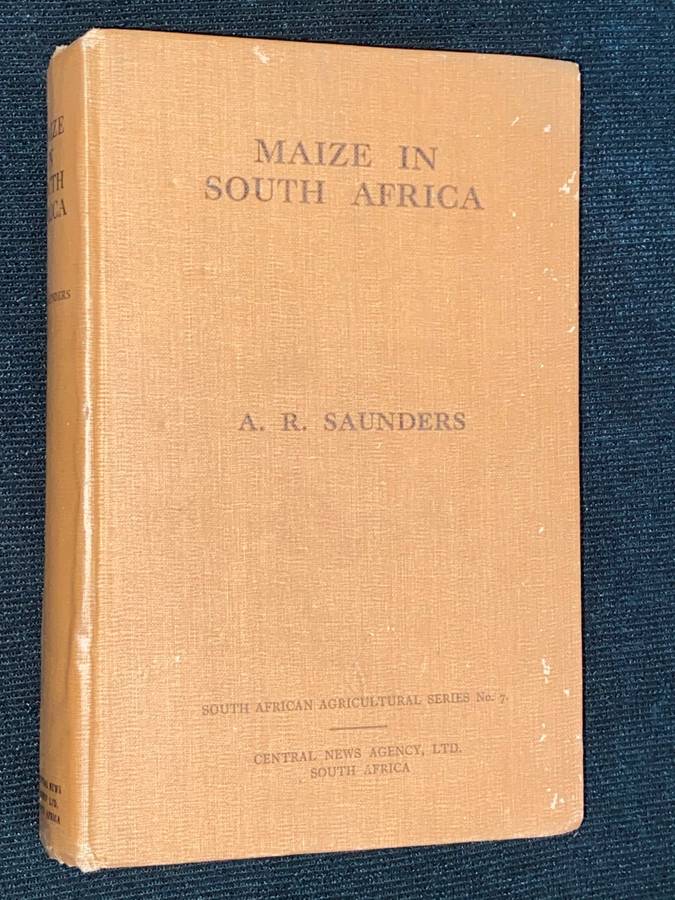 MAIZE IN
SOUTH AFRICA
A. R. SAUNDERS
SOUTH AFRICAN AGRICULTURAL SERIES No. 7.
CENTRAL NEWS AGENCY, LTD.
SOUTH AFRICA